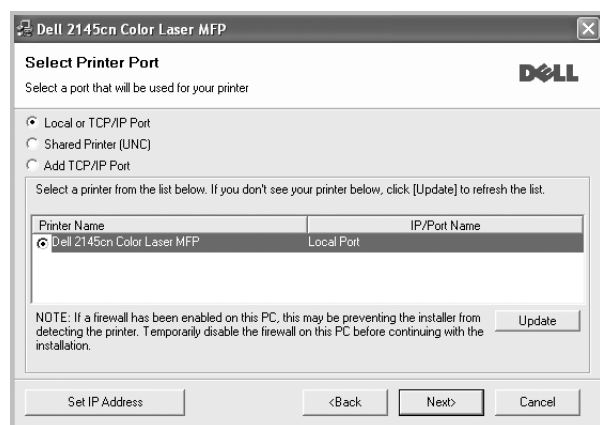 Dell 2145cn Color Laser MFP
Select Printer Port
Select a port that will be used for your printer
DELL
Local or TCP/IP Port
Shared Printer (UNC)
Add TCP/IP Port
Select a printer from the list below. If you don't see your printer below, click [Update] to refresh the list.
Printer Name IP/Port Name
Dell 2145cn Color Laser MFP Local Port
NOTE: If a firewall has been enabled on this PC, this may be preventing the installer from
detecting the printer. Temporarily disable the firewall on this PC before continuing with the
installation.
Update
Set IP Address <Back Next> Cancel